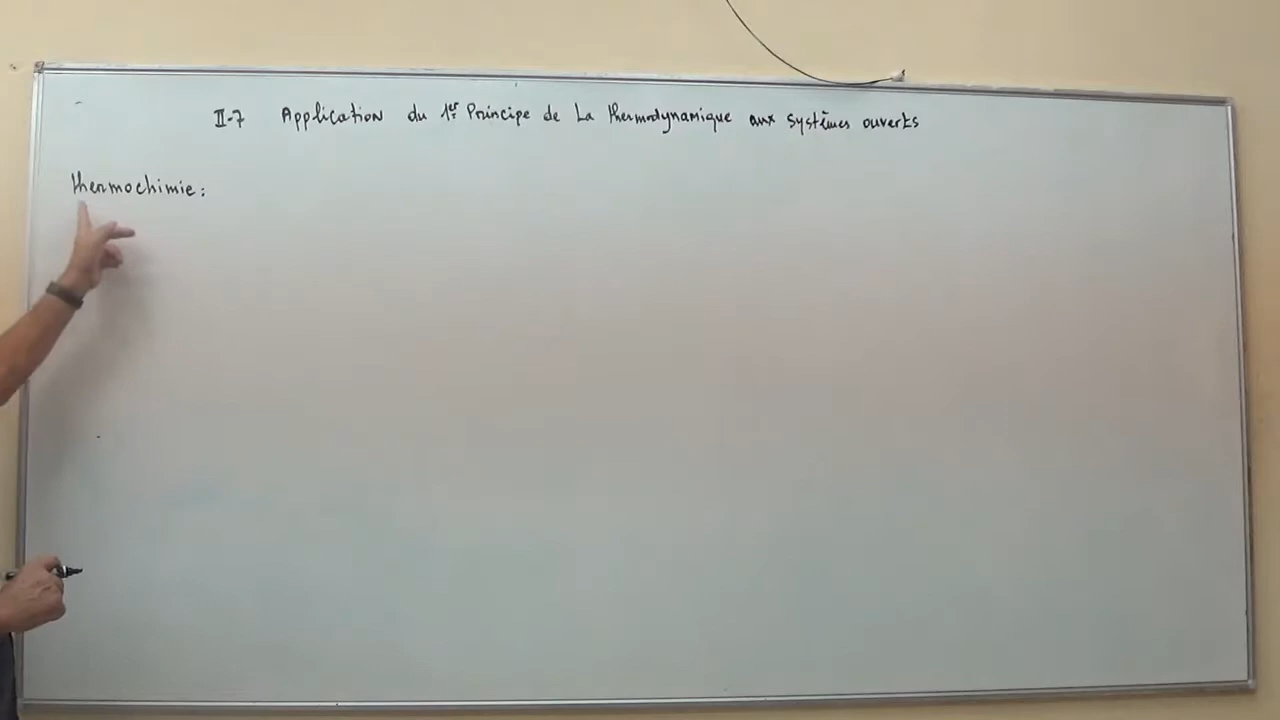 II-7 Application du 1er Principe de La thermodynamique aux systèmes ouverts
thermochimie: